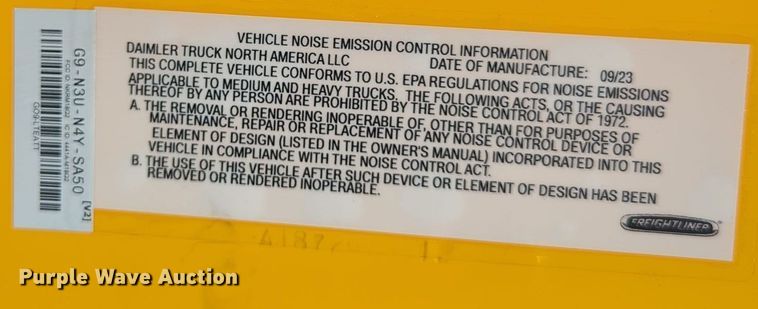 VEHICLE NOISE EMISSION CONTROL INFORMATION
DAIMLER TRUCK NORTH AMERICA LLC DATE OF MANUFACTURE: 09/23
THIS COMPLETE VEHICLE CONFORMS TO U.S. EPA REGULATIONS FOR NOISE EMISSIONS
APPLICABLE TO MEDIUM AND HEAVY TRUCKS. THE FOLLOWING ACTS, OR THE CAUSING
THEREOF BY ANY PERSON ARE PROHIBITED BY THE NOISE CONTROL ACT OF 1972.
A. THE REMOVAL OR RENDERING INOPERABLE OF OTHER THAN FOR PURPOSES OF
MAINTENANCE, REPAIR OR REPLACEMENT OF ANY NOISE CONTROL DEVICE OR
ELEMENT OF DESIGN (LISTED IN THE OWNER'S MANUAL) INCORPORATED INTO THIS
VEHICLE IN COMPLIANCE WITH THE NOISE CONTROL ACT.
B. THE USE OF THIS VEHICLE AFTER SUCH DEVICE OR ELEMENT OF DESIGN HAS BEEN
REMOVED OR RENDERED INOPERABLE.
FREIGHTLINER
G9-N3U-N4Y-SA50 [V2]
Purple Wave Auction